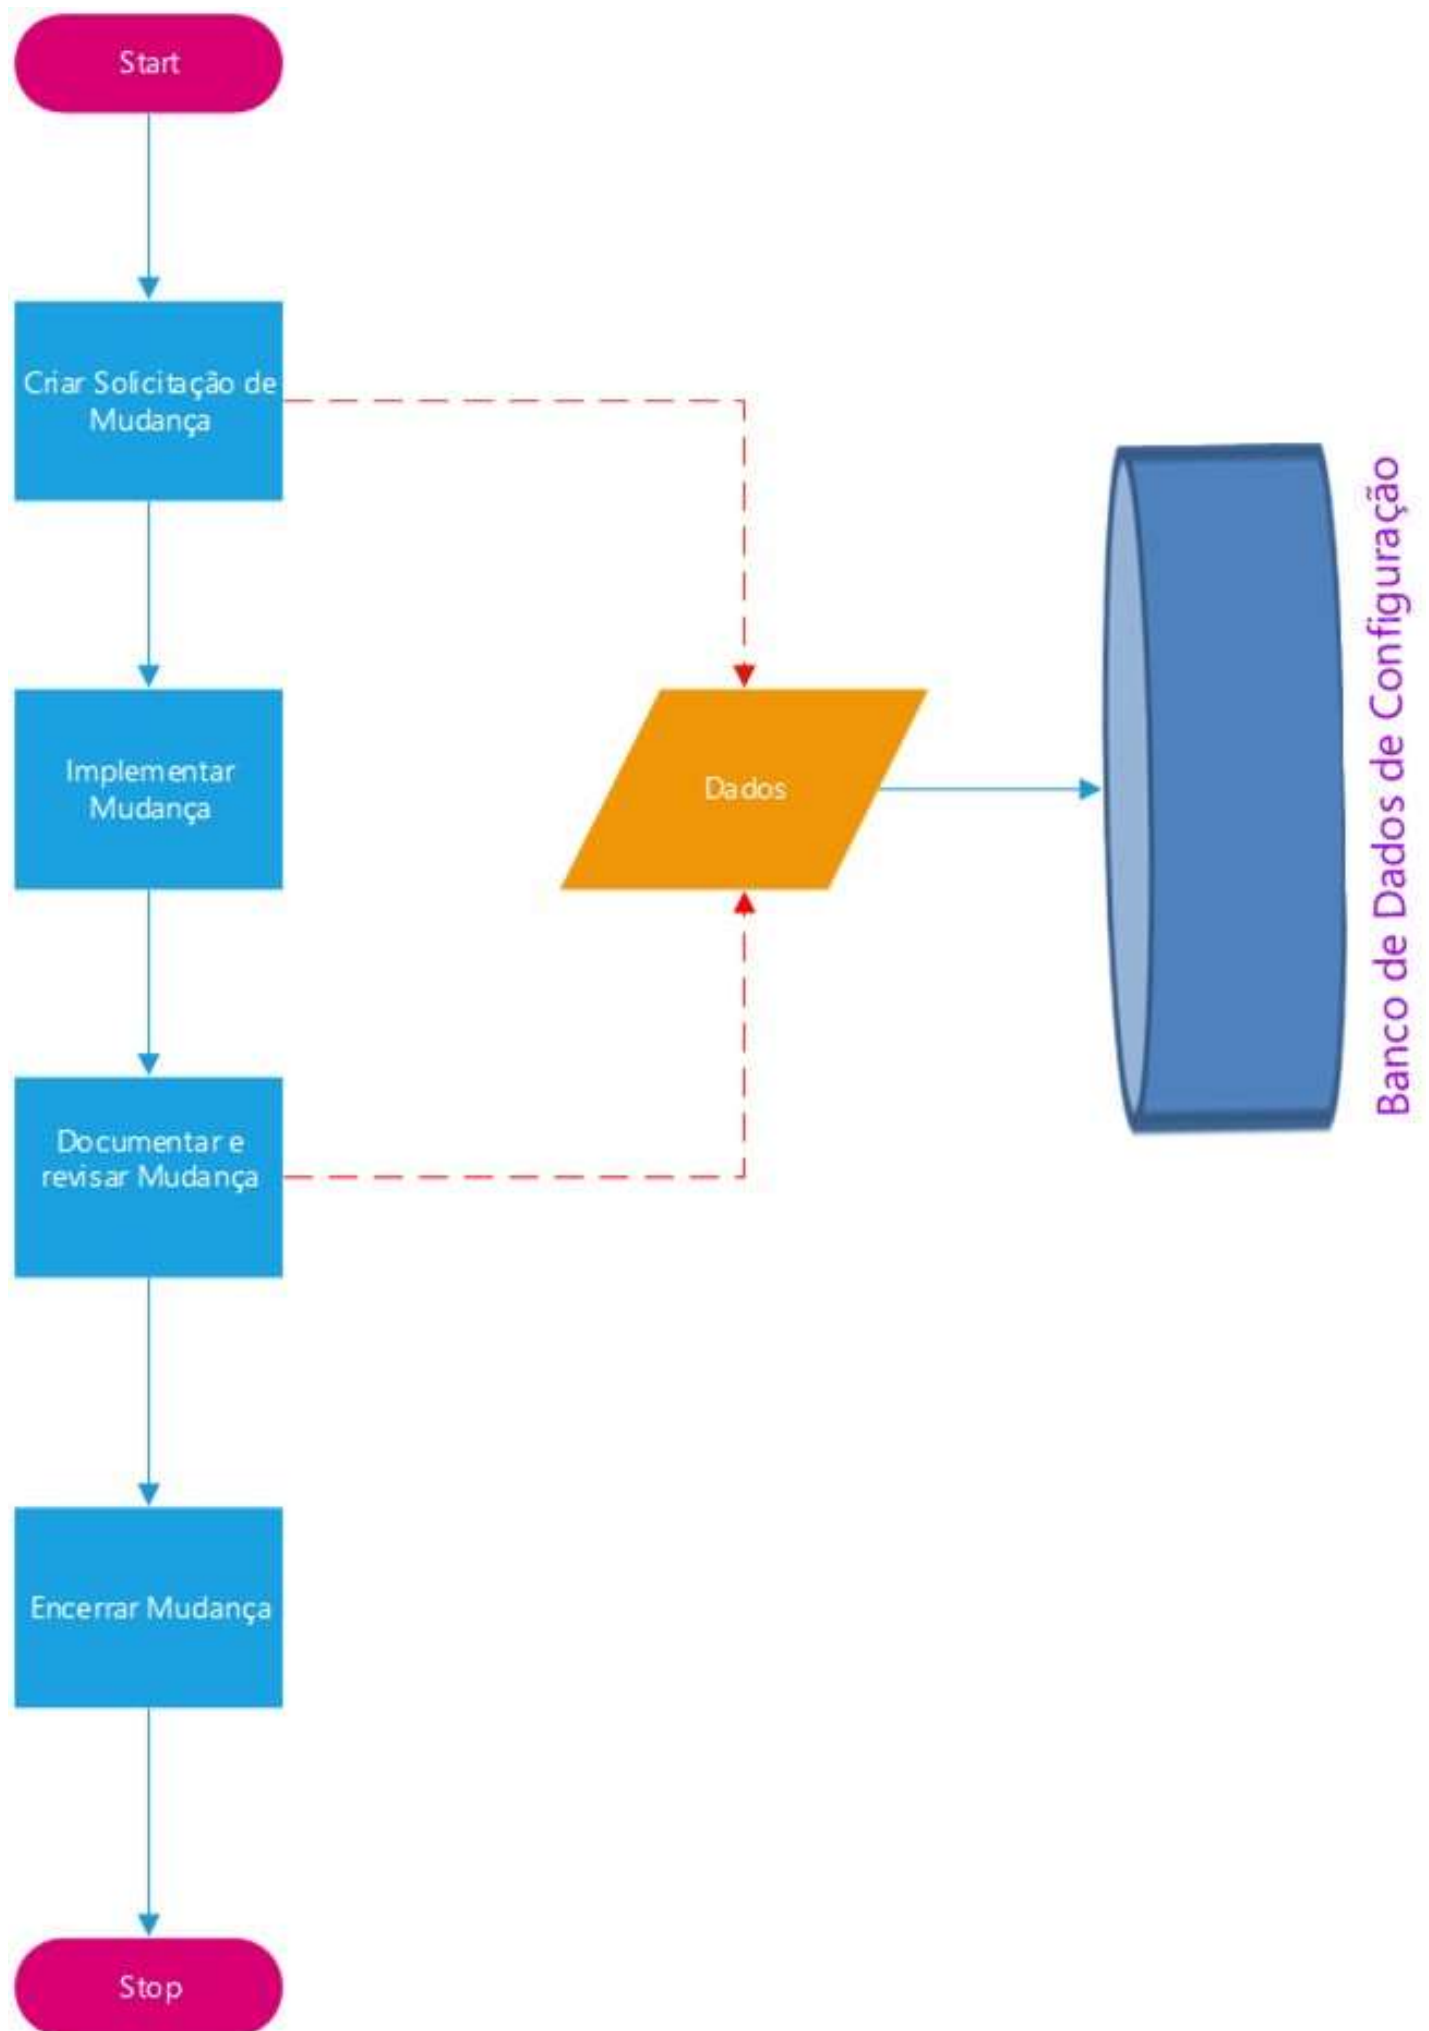 Start
Criar Solicitação de
Mudança
Implementar
Mudança
Dados
Banco de Dados de Configuração
Documentar e
revisar Mudança
Encerrar Mudança
Stop